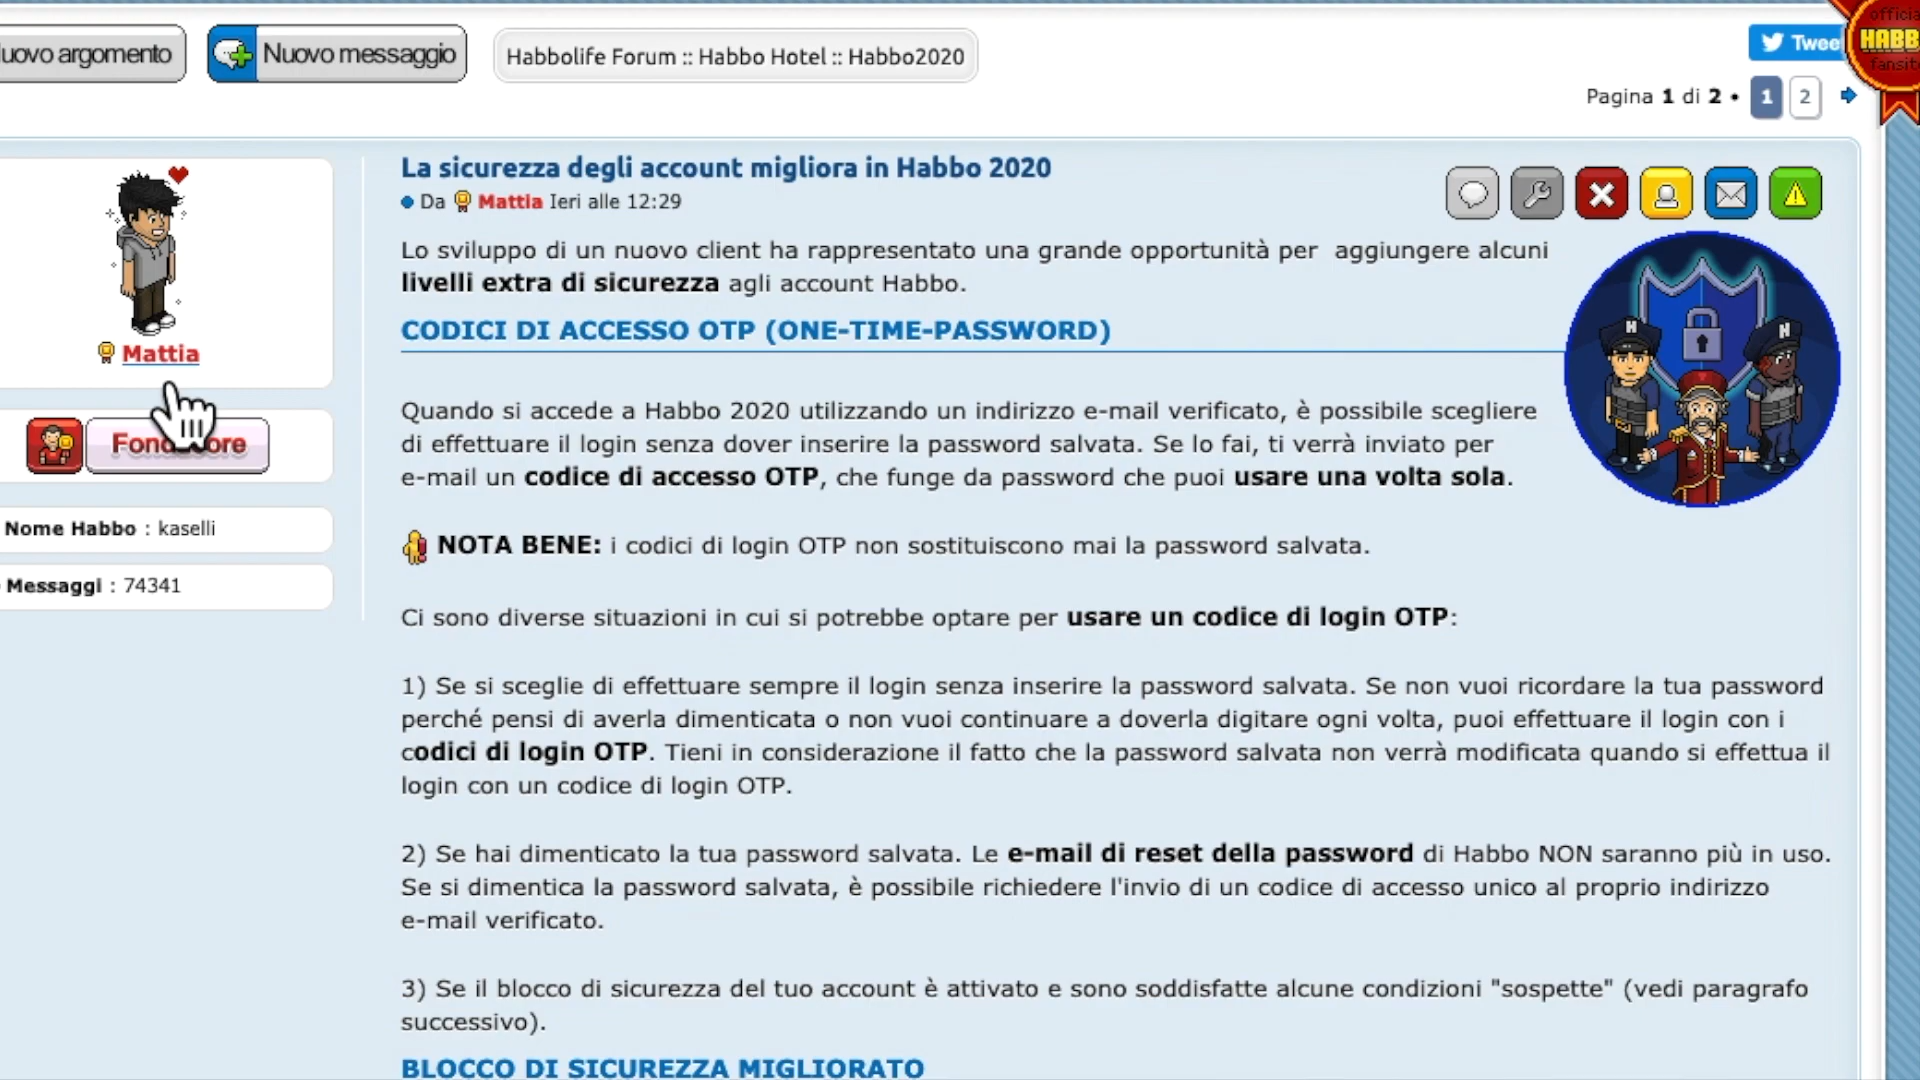 uovo argomento
Nuovo messaggio
Habbolife Forum :: Habbo Hotel :: Habbo2020
Twee
official
HABB
fansite
Pagina 1 di 2 • 1 2
Mattia
Fondatore
Nome Habbo : kaselli
Messaggi : 74341
La sicurezza degli account migliora in Habbo 2020
Da Mattia Ieri alle 12:29
Lo sviluppo di un nuovo client ha rappresentato una grande opportunità per aggiungere alcuni
livelli extra di sicurezza agli account Habbo.
CODICI DI ACCESSO OTP (ONE-TIME-PASSWORD)
Quando si accede a Habbo 2020 utilizzando un indirizzo e-mail verificato, è possibile scegliere
di effettuare il login senza dover inserire la password salvata. Se lo fai, ti verrà inviato per
e-mail un codice di accesso OTP, che funge da password che puoi usare una volta sola.
H H
NOTA BENE: i codici di login OTP non sostituiscono mai la password salvata.
Ci sono diverse situazioni in cui si potrebbe optare per usare un codice di login OTP:
1) Se si sceglie di effettuare sempre il login senza inserire la password salvata. Se non vuoi ricordare la tua password
perché pensi di averla dimenticata o non vuoi continuare a doverla digitare ogni volta, puoi effettuare il login con i
codici di login OTP. Tieni in considerazione il fatto che la password salvata non verrà modificata quando si effettua il
login con un codice di login OTP.
2) Se hai dimenticato la tua password salvata. Le e-mail di reset della password di Habbo NON saranno più in uso.
Se si dimentica la password salvata, è possibile richiedere l'invio di un codice di accesso unico al proprio indirizzo
e-mail verificato.
3) Se il blocco di sicurezza del tuo account è attivato e sono soddisfatte alcune condizioni "sospette" (vedi paragrafo
successivo).
BLOCCO DI SICUREZZA MIGLIORATO